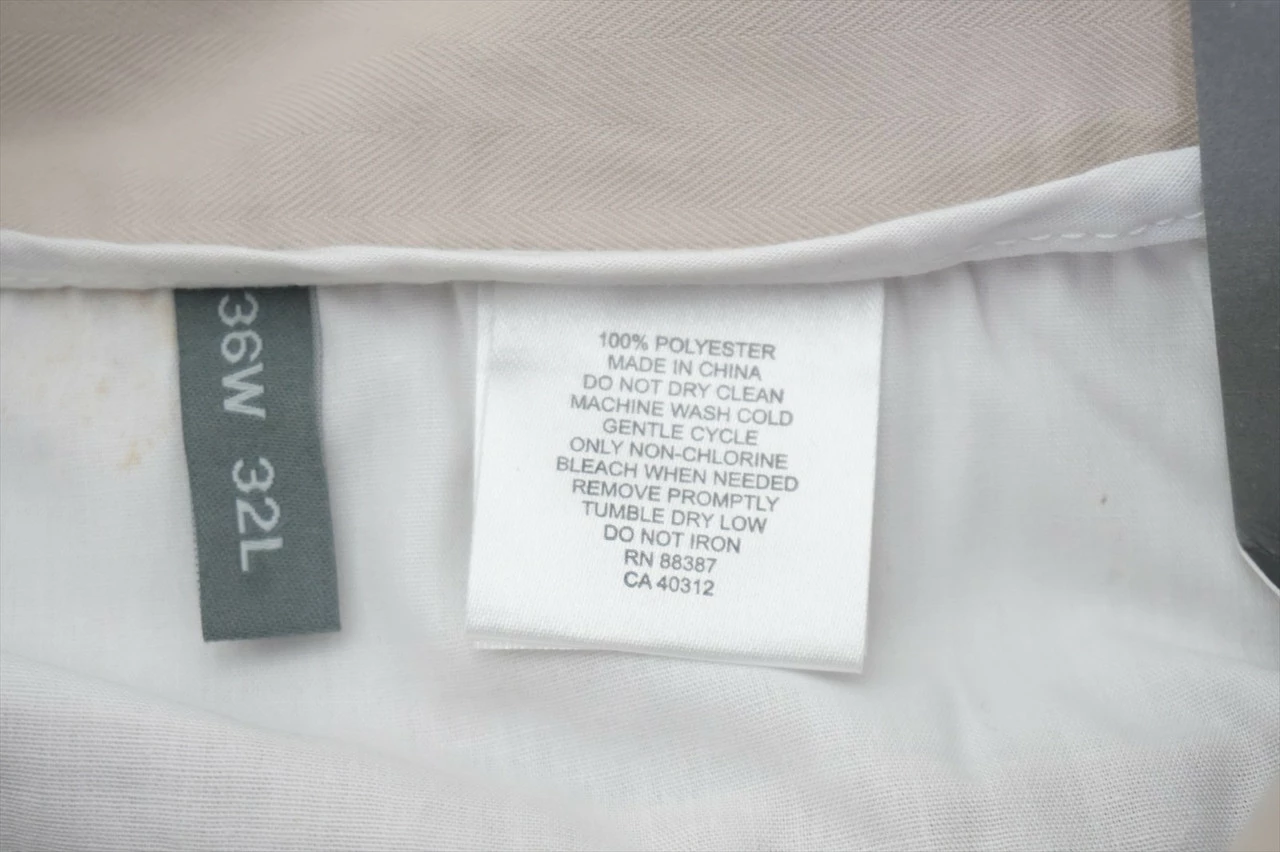 36W 32L
100% POLYESTER
MADE IN CHINA
DO NOT DRY CLEAN
MACHINE WASH COLD
GENTLE CYCLE
ONLY NON-CHLORINE
BLEACH WHEN NEEDED
REMOVE PROMPTLY
TUMBLE DRY LOW
DO NOT IRON
RN 88387
CA 40312